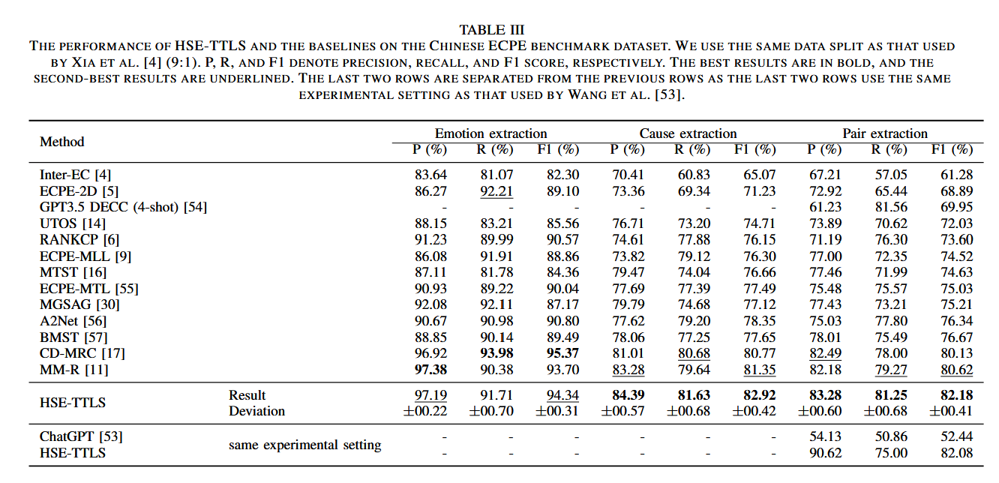 TABLE III
THE PERFORMANCE OF HSE-TTLS AND THE BASELINES ON THE CHINESE ECPE BENCHMARK DATASET. WE USE THE SAME DATA SPLIT AS THAT USED
BY XIA ET AL. [4] (9:1). P, R, AND F1 DENOTE PRECISION, RECALL, AND F1 SCORE, RESPECTIVELY. THE BEST RESULTS ARE IN BOLD, AND THE
SECOND-BEST RESULTS ARE UNDERLINED. THE LAST TWO ROWS ARE SEPARATED FROM THE PREVIOUS ROWS AS THE LAST TWO ROWS USE THE SAME
EXPERIMENTAL SETTING AS THAT USED BY WANG ET AL. [53].
Method Emotion extraction Cause extraction Pair extraction
P (%) R (%) F1 (%) P (%) R (%) F1 (%) P (%) R (%) F1 (%)
Inter-EC [4] 83.64 81.07 82.30 70.41 60.83 65.07 67.21 57.05 61.28
ECPE-2D [5] 86.27 92.21 89.10 73.36 69.34 71.23 72.92 65.44 68.89
GPT3.5 DECC (4-shot) [54] - - - - - - 61.23 81.56 69.95
UTOS [14] 88.15 83.21 85.56 76.71 73.20 74.71 73.89 70.62 72.03
RANKCP [6] 91.23 89.99 90.57 74.61 77.88 76.15 71.19 76.30 73.60
ECPE-MLL [9] 86.08 91.91 88.86 73.82 79.12 76.30 77.00 72.35 74.52
MTST [16] 87.11 81.78 84.36 79.47 74.04 76.66 77.46 71.99 74.63
ECPE-MTL [55] 90.93 89.22 90.04 77.69 77.39 77.49 75.48 75.57 75.03
MGSAG [30] 92.08 92.11 87.17 79.79 74.68 77.12 77.43 73.21 75.21
A2Net [56] 90.67 90.98 90.80 77.62 79.20 78.35 75.03 77.80 76.34
BMST [57] 88.85 90.14 89.49 78.06 77.25 77.65 78.01 75.49 76.67
CD-MRC [17] 96.92 93.98 95.37 81.01 80.68 80.77 82.49 78.00 80.13
MM-R [11] 97.38 90.38 93.70 83.28 79.64 81.35 82.18 79.27 80.62
HSE-TTLS Result 97.19 91.71 94.34 84.39 81.63 82.92 83.28 81.25 82.18
Deviation ±00.22 ±00.70 ±00.31 ±00.57 ±00.68 ±00.42 ±00.60 ±00.68 ±00.41
ChatGPT [53] same experimental setting - - - - - - 54.13 50.86 52.44
HSE-TTLS - - - - - - 90.62 75.00 82.08